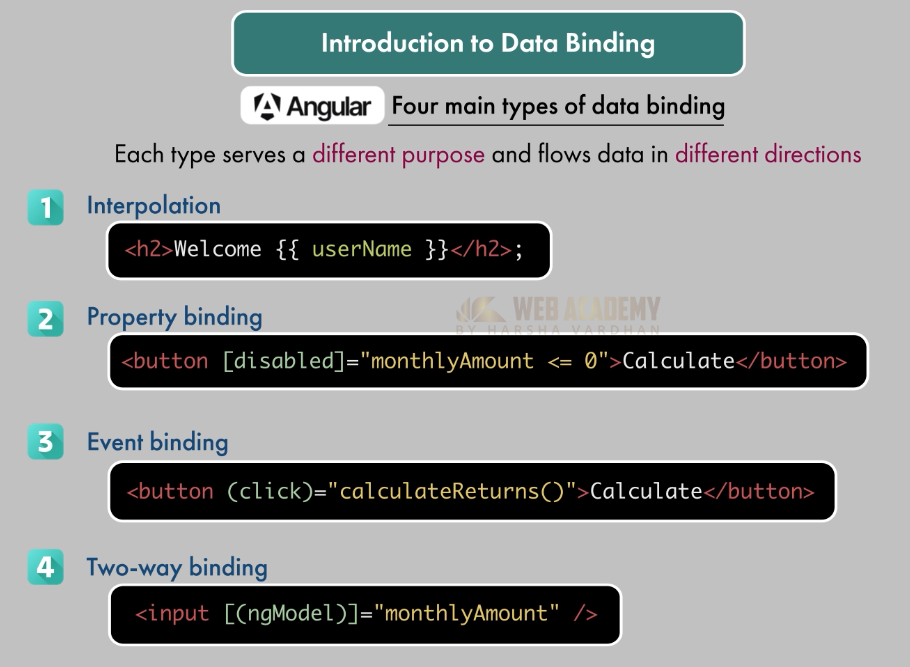 Introduction to Data Binding
Angular Four main types of data binding
Each type serves a different purpose and flows data in different directions
1 Interpolation
<h2>Welcome {{ userName }}</h2>;
WEB ACADEMY
BY HARSHA VARDHAN
2 Property binding
<button [disabled]="monthlyAmount <= 0">Calculate</button>
3 Event binding
<button (click)="calculateReturns()">Calculate</button>
4 Two-way binding
<input [(ngModel)]="monthlyAmount" />